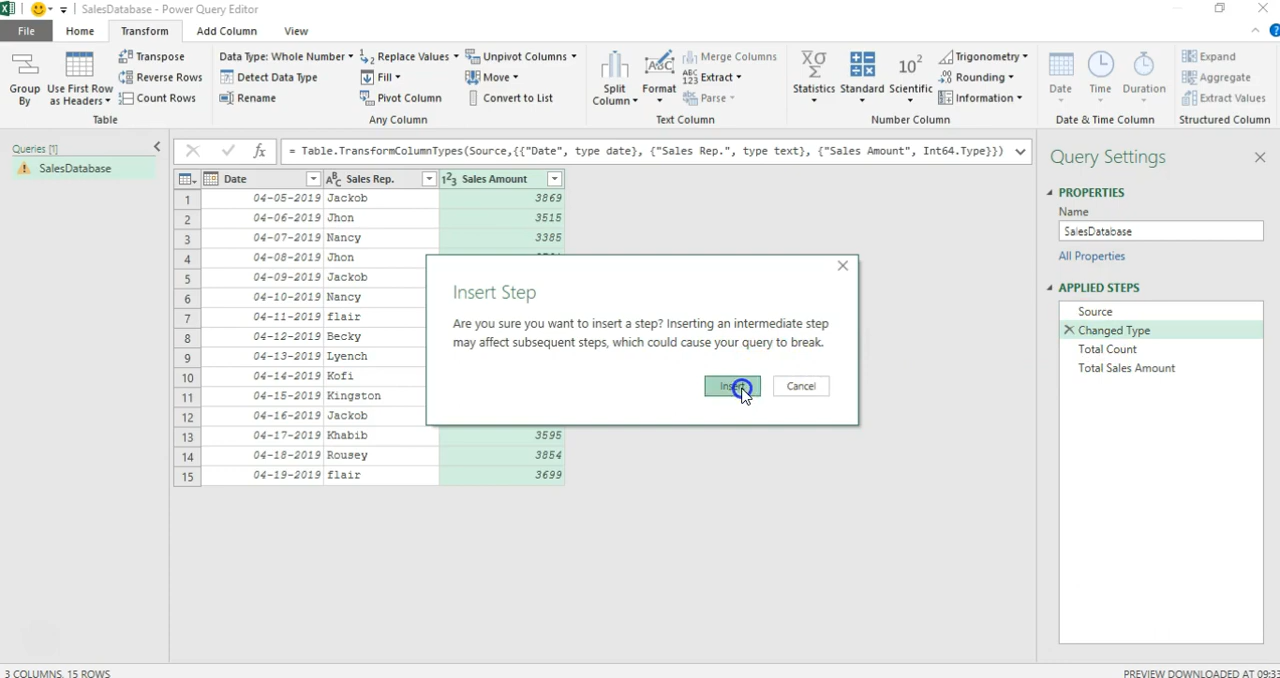 SalesDatabase - Power Query Editor
File Home Transform Add Column View
Group By
Use First Row as Headers
Transpose
Reverse Rows
Count Rows
Table
Data Type: Whole Number
Detect Data Type
Rename
Replace Values
Fill
Pivot Column
Unpivot Columns
Move
Convert to List
Any Column
Split Column
Format
Merge Columns
Extract
Parse
Text Column
Statistics
Standard
Scientific
Trigonometry
Rounding
Information
Number Column
Date
Time
Duration
Date & Time Column
Expand
Aggregate
Extract Values
Structured Column
Queries [1]
SalesDatabase
= Table.TransformColumnTypes(Source,{{"Date", type date}, {"Sales Rep.", type text}, {"Sales Amount", Int64.Type}})
Date Sales Rep. Sales Amount
1 04-05-2019 Jackob 3869
2 04-06-2019 Jhon 3515
3 04-07-2019 Nancy 3385
4 04-08-2019 Jhon
5 04-09-2019 Jackob
6 04-10-2019 Nancy
7 04-11-2019 flair
8 04-12-2019 Becky
9 04-13-2019 Lyench
10 04-14-2019 Kofi
11 04-15-2019 Kingston
12 04-16-2019 Jackob
13 04-17-2019 Khabib 3595
14 04-18-2019 Rousey 3854
15 04-19-2019 flair 3699
Insert Step
Are you sure you want to insert a step? Inserting an intermediate step
may affect subsequent steps, which could cause your query to break.
Insert Cancel
Query Settings
PROPERTIES
Name
SalesDatabase
All Properties
APPLIED STEPS
Source
Changed Type
Total Count
Total Sales Amount
3 COLUMNS, 15 ROWS
PREVIEW DOWNLOADED AT 09:33